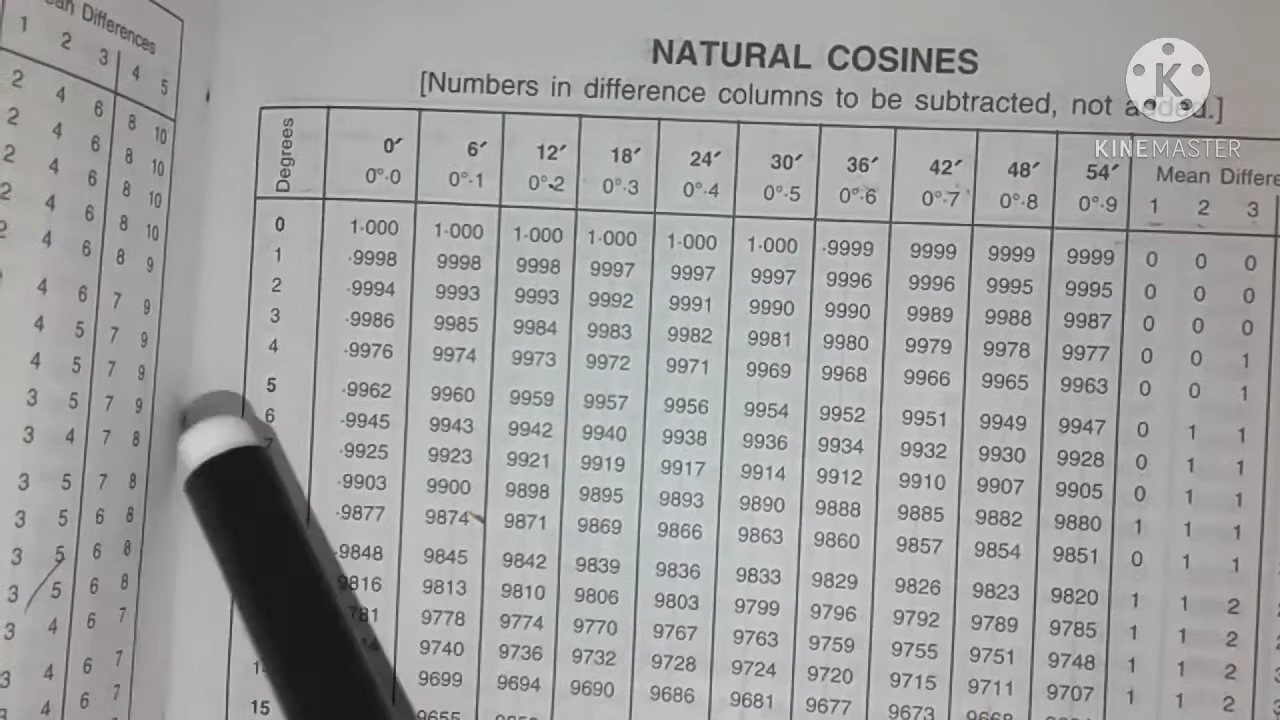 Differences
1 2 3 4 5
2 4 6 8 10
2 4 6 8 10
2 4 6 8 10
2 4 6 8 10
2 4 6 8 9
4 6 7 9
4 5 7 9
4 5 7 9
3 5 7 9
3 4 7 8
3 5 7 8
3 5 6 8
3 5 6 8
3 5 6 8
3 4 6 7
3 4 6 7
4 6 7
NATURAL COSINES
[Numbers in difference columns to be subtracted, not added.]
K
KINEMASTER
Degrees 0′ 6′ 12′ 18′ 24′ 30′ 36′ 42′ 48′ 54′ Mean
0°·0 0°·1 0°·2 0°·3 0°·4 0°·5 0°·6 0°·7 0°·8 0°·9 1 2 3
0 1·000 1·000 1·000 1·000 1·000 1·000 ·9999 9999 9999 9999 0 0 0
1 ·9998 9998 9998 9997 9997 9997 9996 9996 9995 9995 0 0 0
2 ·9994 9993 9993 9992 9991 9990 9990 9989 9988 9987 0 0 0
3 ·9986 9985 9984 9983 9982 9981 9980 9979 9978 9977 0 0 1
4 ·9976 9974 9973 9972 9971 9969 9968 9966 9965 9963 0 0 1
5 ·9962 9960 9959 9957 9956 9954 9952 9951 9949 9947 0 1 1
6 ·9945 9943 9942 9940 9938 9936 9934 9932 9930 9928 0 1 1
·9925 9923 9921 9919 9917 9914 9912 9910 9907 9905 0 1 1
·9903 9900 9898 9895 9893 9890 9888 9885 9882 9880 1 1 1
·9877 9874 9871 9869 9866 9863 9860 9857 9854 9851 0 1 1
·9848 9845 9842 9839 9836 9833 9829 9826 9823 9820 1 1 2
9816 9813 9810 9806 9803 9799 9796 9792 9789 9785 1 1 2
9778 9774 9770 9767 9763 9759 9755 9751 9748 1 1 2
9740 9736 9732 9728 9724 9720 9715 9711 9707 1 1 2
9699 9694 9690 9686 9681 9677 9673
15 9655